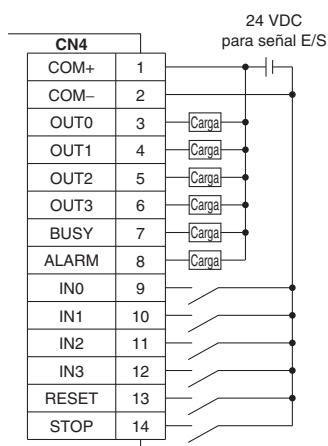 24 VDC
para señal E/S
CN4
COM+ 1
COM− 2
OUT0 3 Carga
OUT1 4 Carga
OUT2 5 Carga
OUT3 6 Carga
BUSY 7 Carga
ALARM 8 Carga
IN0 9
IN1 10
IN2 11
IN3 12
RESET 13
STOP 14